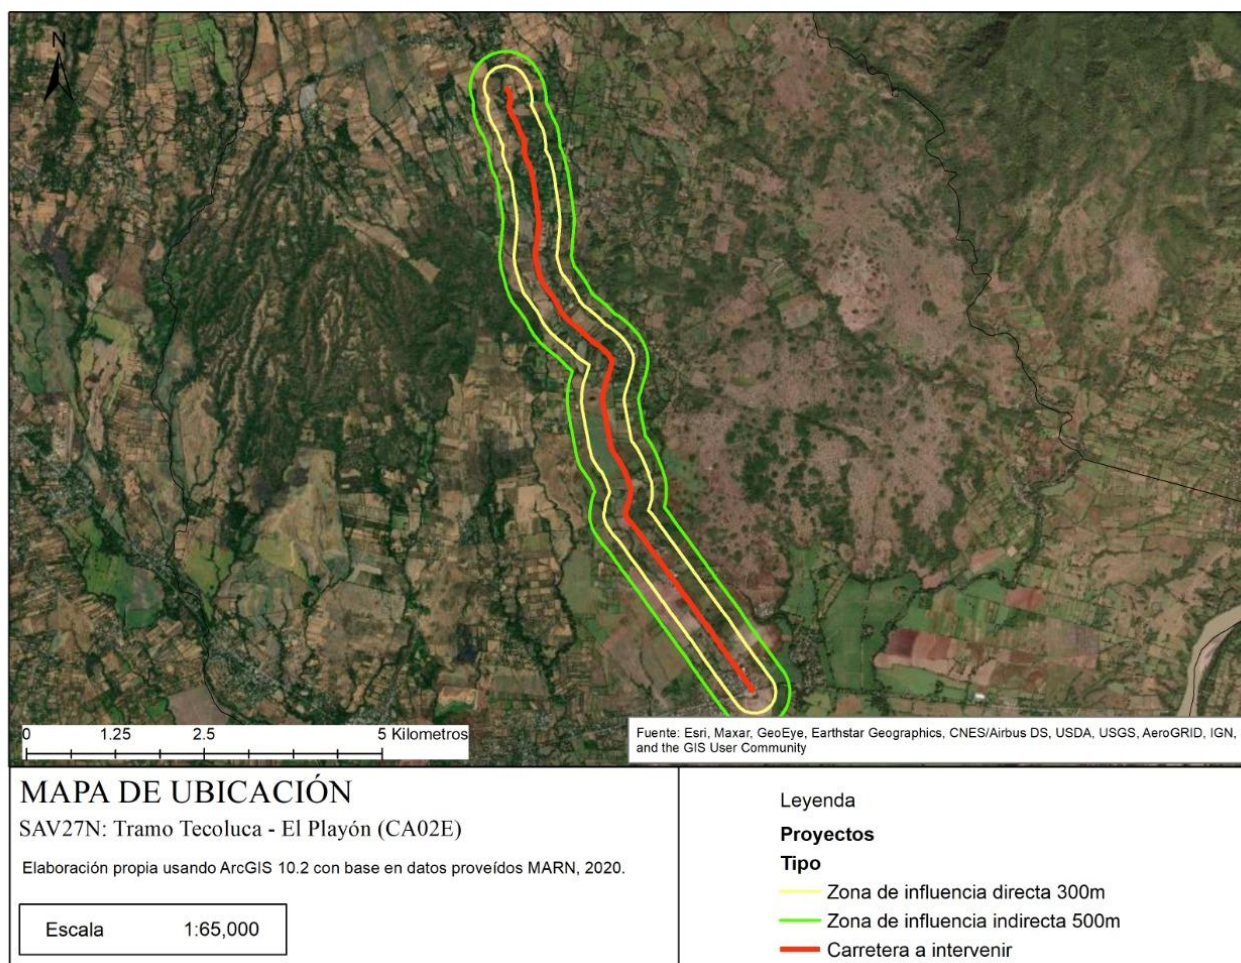 N
0 1.25 2.5 5 Kilometros
Fuente: Esri, Maxar, GeoEye, Earthstar Geographics, CNES/Airbus DS, USDA, USGS, AeroGRID, IGN,
and the GIS User Community
MAPA DE UBICACIÓN
SAV27N: Tramo Tecoluca - El Playón (CA02E)
Elaboración propia usando ArcGIS 10.2 con base en datos proveídos MARN, 2020.
Escala 1:65,000
Leyenda
Proyectos
Tipo
Zona de influencia directa 300m
Zona de influencia indirecta 500m
Carretera a intervenir